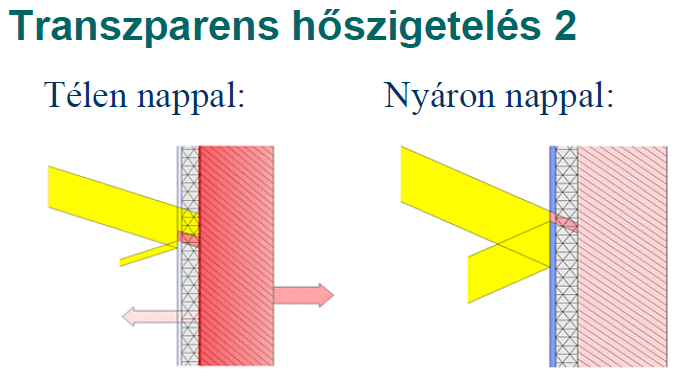 Transzparens hőszigetelés 2
Télen nappal:
Nyáron nappal: